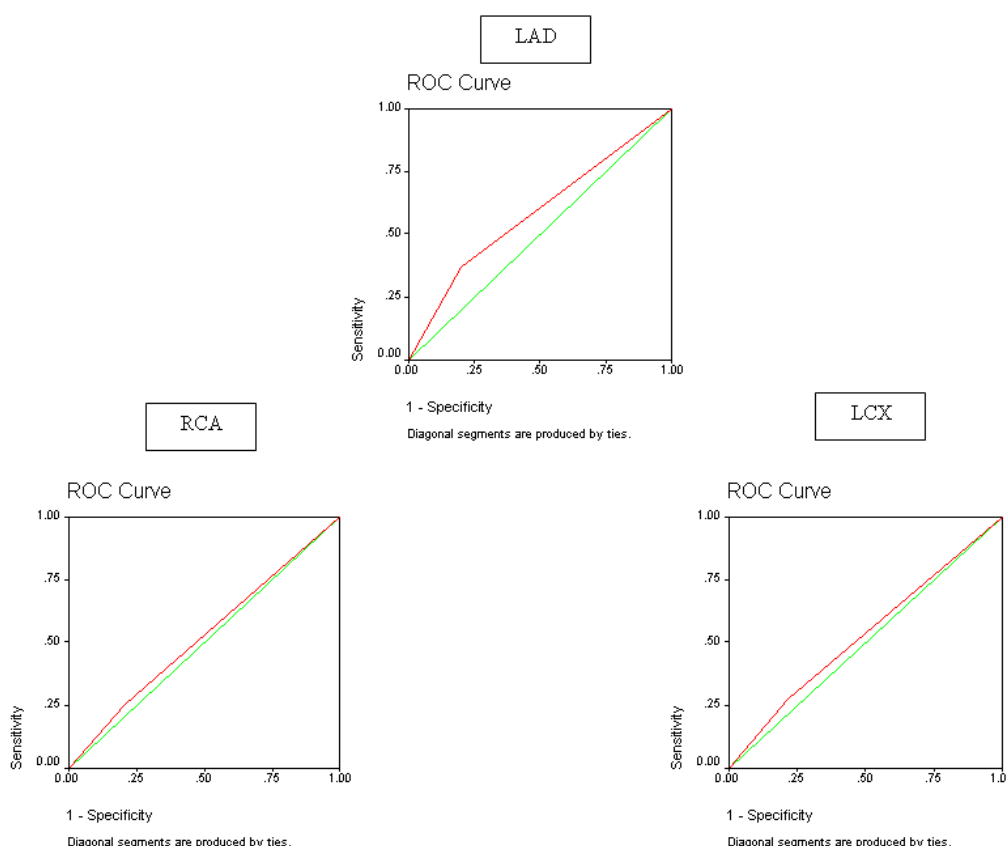 LAD
ROC Curve
1.00
.75
.50
.25
0.00
Sensitivity
0.00 .25 .50 .75 1.00
1 - Specificity
Diagonal segments are produced by ties.
RCA
ROC Curve
1.00
.75
.50
.25
0.00
Sensitivity
0.00 .25 .50 .75 1.00
1 - Specificity
Diagonal segments are produced by ties.
LCX
ROC Curve
1.00
.75
.50
.25
0.00
Sensitivity
0.00 .25 .50 .75 1.0
1 - Specificity
Diagonal segments are produced by ties.